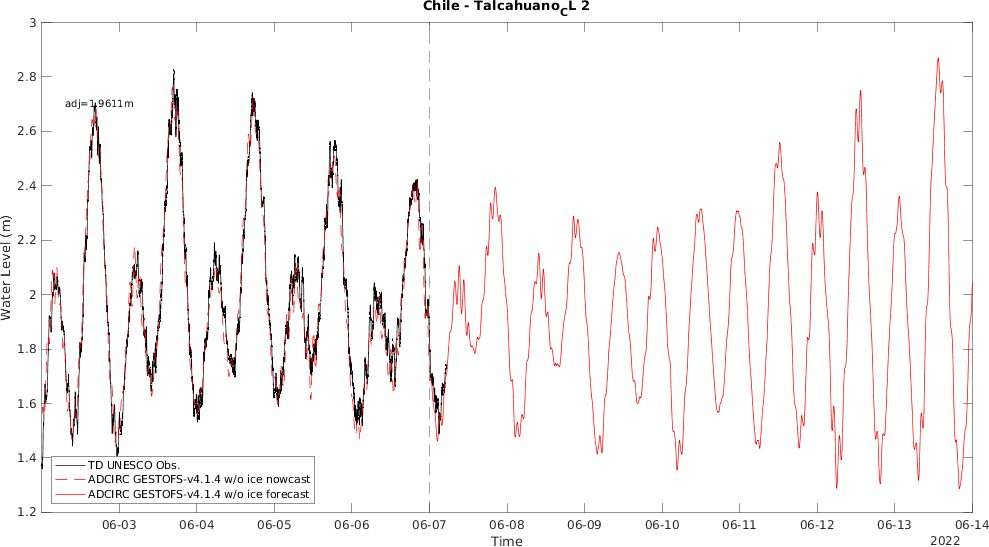 Chile - TalcahuanoCL 2
Water Level (m)
3
2.8
2.6
2.4
2.2
2
1.8
1.6
1.4
1.2
adj=1.9611m
TD UNESCO Obs.
ADCIRC GESTOFS-v4.1.4 w/o ice nowcast
ADCIRC GESTOFS-v4.1.4 w/o ice forecast
06-03 06-04 06-05 06-06 06-07 06-08 06-09 06-10 06-11 06-12 06-13 06-14
Time
2022